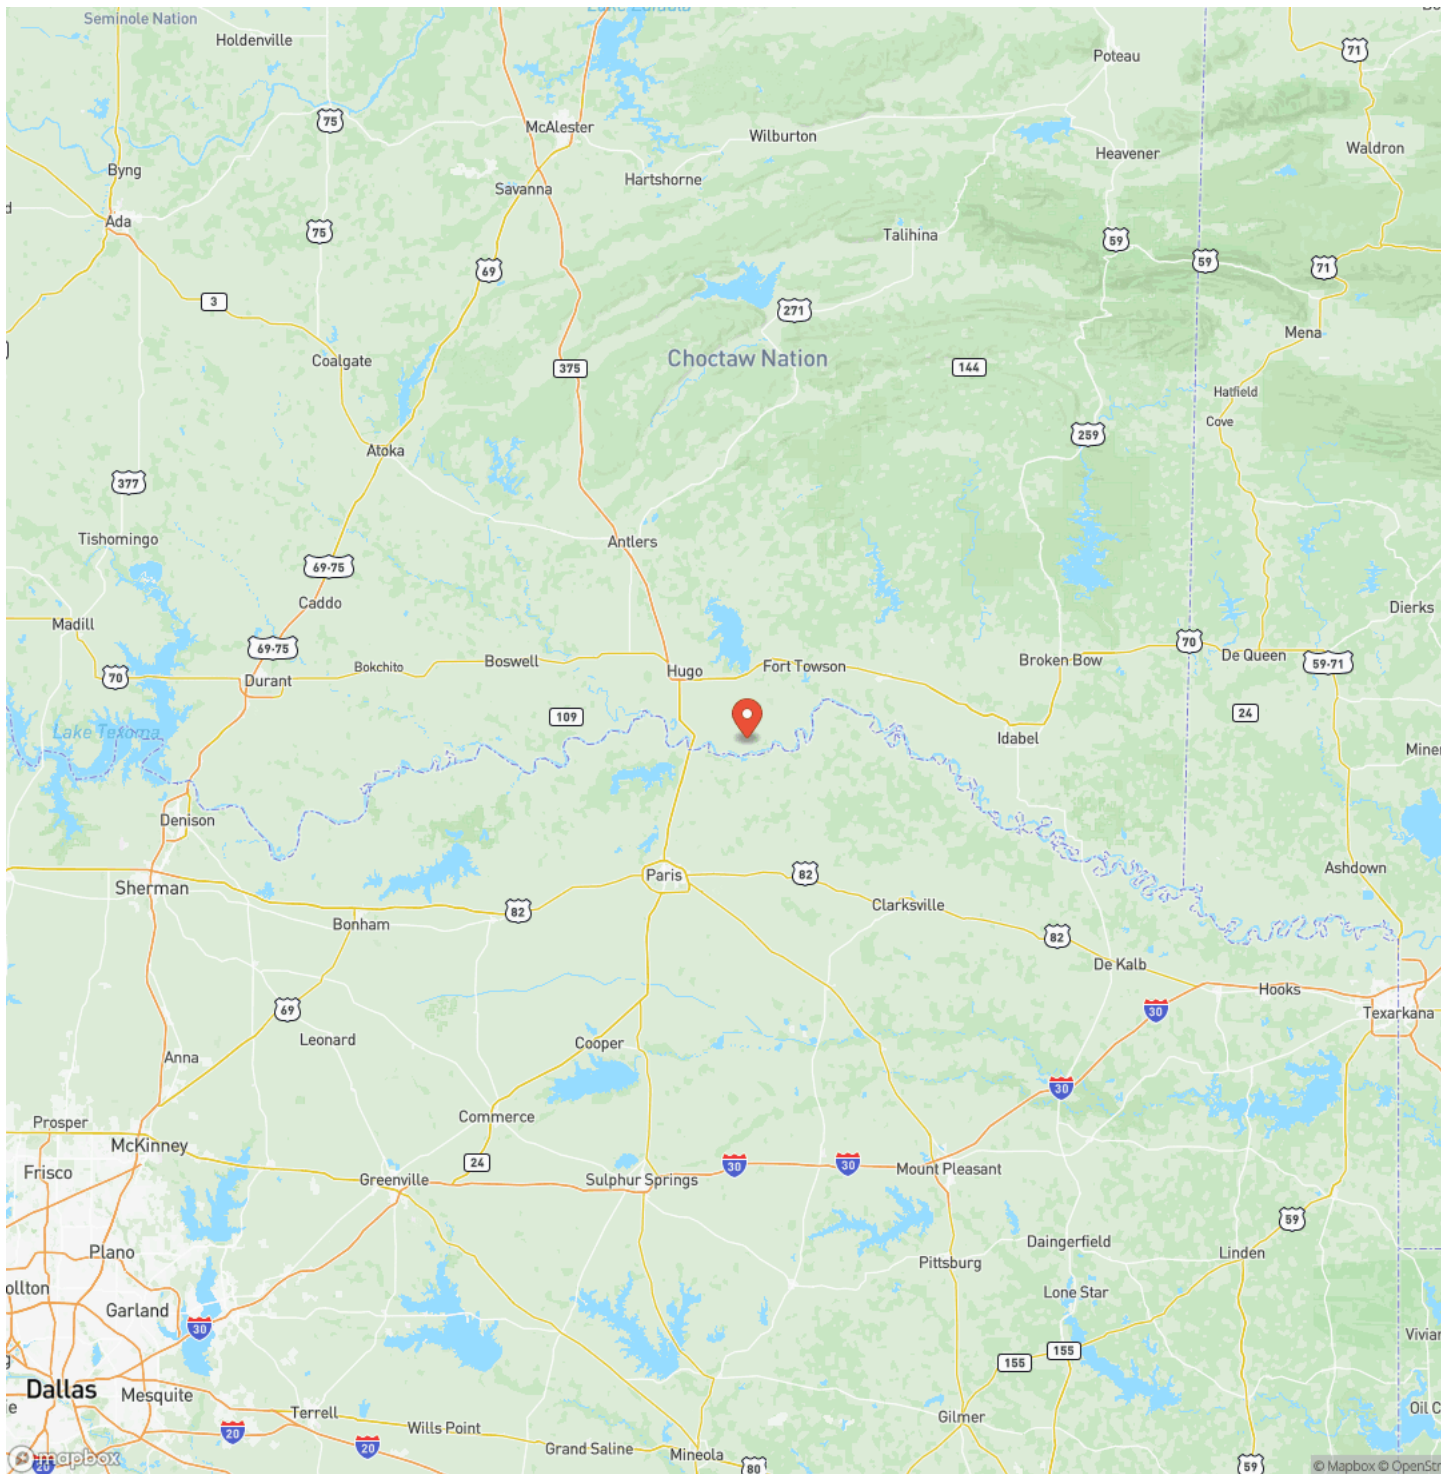 Seminole Nation
Holdenville
Lake Eufaula
Poteau
71
75
McAlester
Wilburton
Heavener
Waldron
Byng
Hartshorne
Savanna
Ada
75
Talihina
59
59
71
69
3
271
Mena
Coalgate
Choctaw Nation
375
144
Hatfield
Cove
259
Atoka
377
Tishomingo
Antlers
69-75
Caddo
Dierks
Madill
69-75
70
Boswell
Bokchito
Hugo
Fort Towson
Broken Bow
De Queen
59-71
70
Durant
109
24
Lake Texoma
Idabel
Denison
Ashdown
Sherman
Paris
82
82
Clarksville
Bonham
82
De Kalb
Hooks
69
30
Texarkana
Leonard
Cooper
Anna
30
Commerce
Prosper
McKinney
Frisco
24
30
30
Mount Pleasant
Greenville
Sulphur Springs
59
Plano
Daingerfield
Linden
Pittsburg
Lone Star
Garland
30
155
155
Dallas
Mesquite
Terrell
Wills Point
Gilmer
20
20
Grand Saline
Mineola
20
mapbox
80
59
© Mapbox © OpenStr